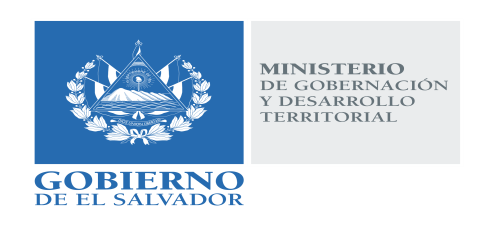 MINISTERIO
DE GOBERNACIÓN
Y DESARROLLO
TERRITORIAL
GOBIERNO
DE EL SALVADOR